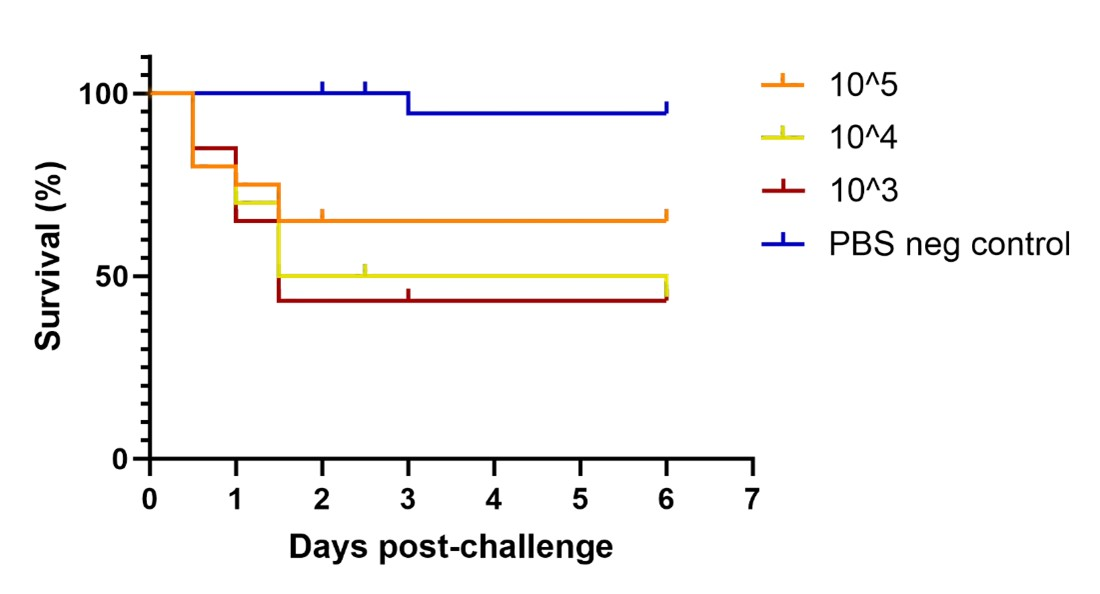 Survival (%)
100
50
0
0 1 2 3 4 5 6 7
Days post-challenge
10^5
10^4
10^3
PBS neg control